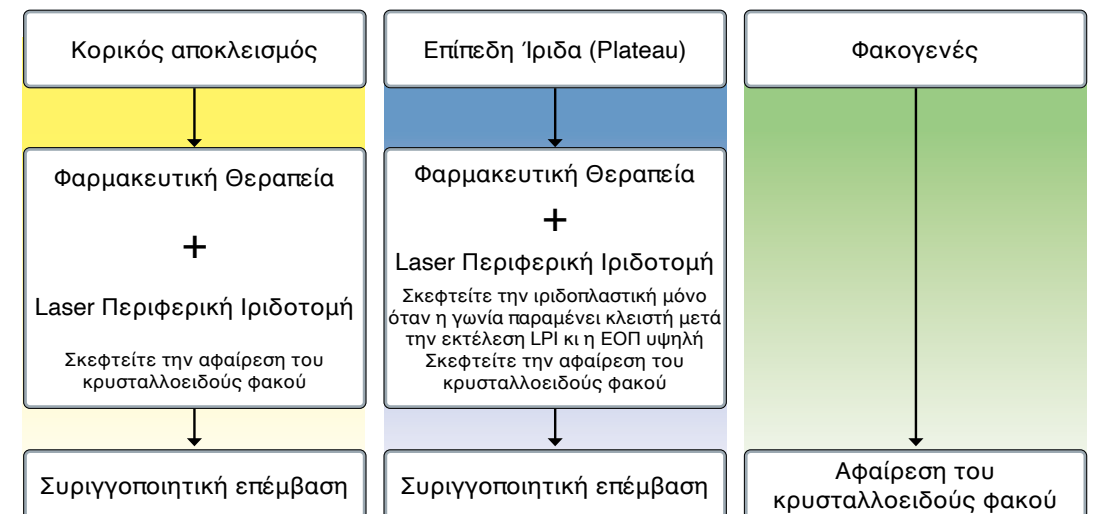 Κορικός αποκλεισμός
Φαρμακευτική Θεραπεία
+
Laser Περιφερική Ιριδοτομή
Σκεφτείτε την αφαίρεση του
κρυσταλλοειδούς φακού
Συριγγοποιητική επέμβαση
Επίπεδη Ίριδα (Plateau)
Φαρμακευτική Θεραπεία
+
Laser Περιφερική Ιριδοτομή
Σκεφτείτε την ιριδοπλαστική μόνο
όταν η γωνία παραμένει κλειστή μετά
την εκτέλεση LPI κι η ΕΟΠ υψηλή
Σκεφτείτε την αφαίρεση του
κρυσταλλοειδούς φακού
Συριγγοποιητική επέμβαση
Φακογενές
Αφαίρεση του
κρυσταλλοειδούς φακού